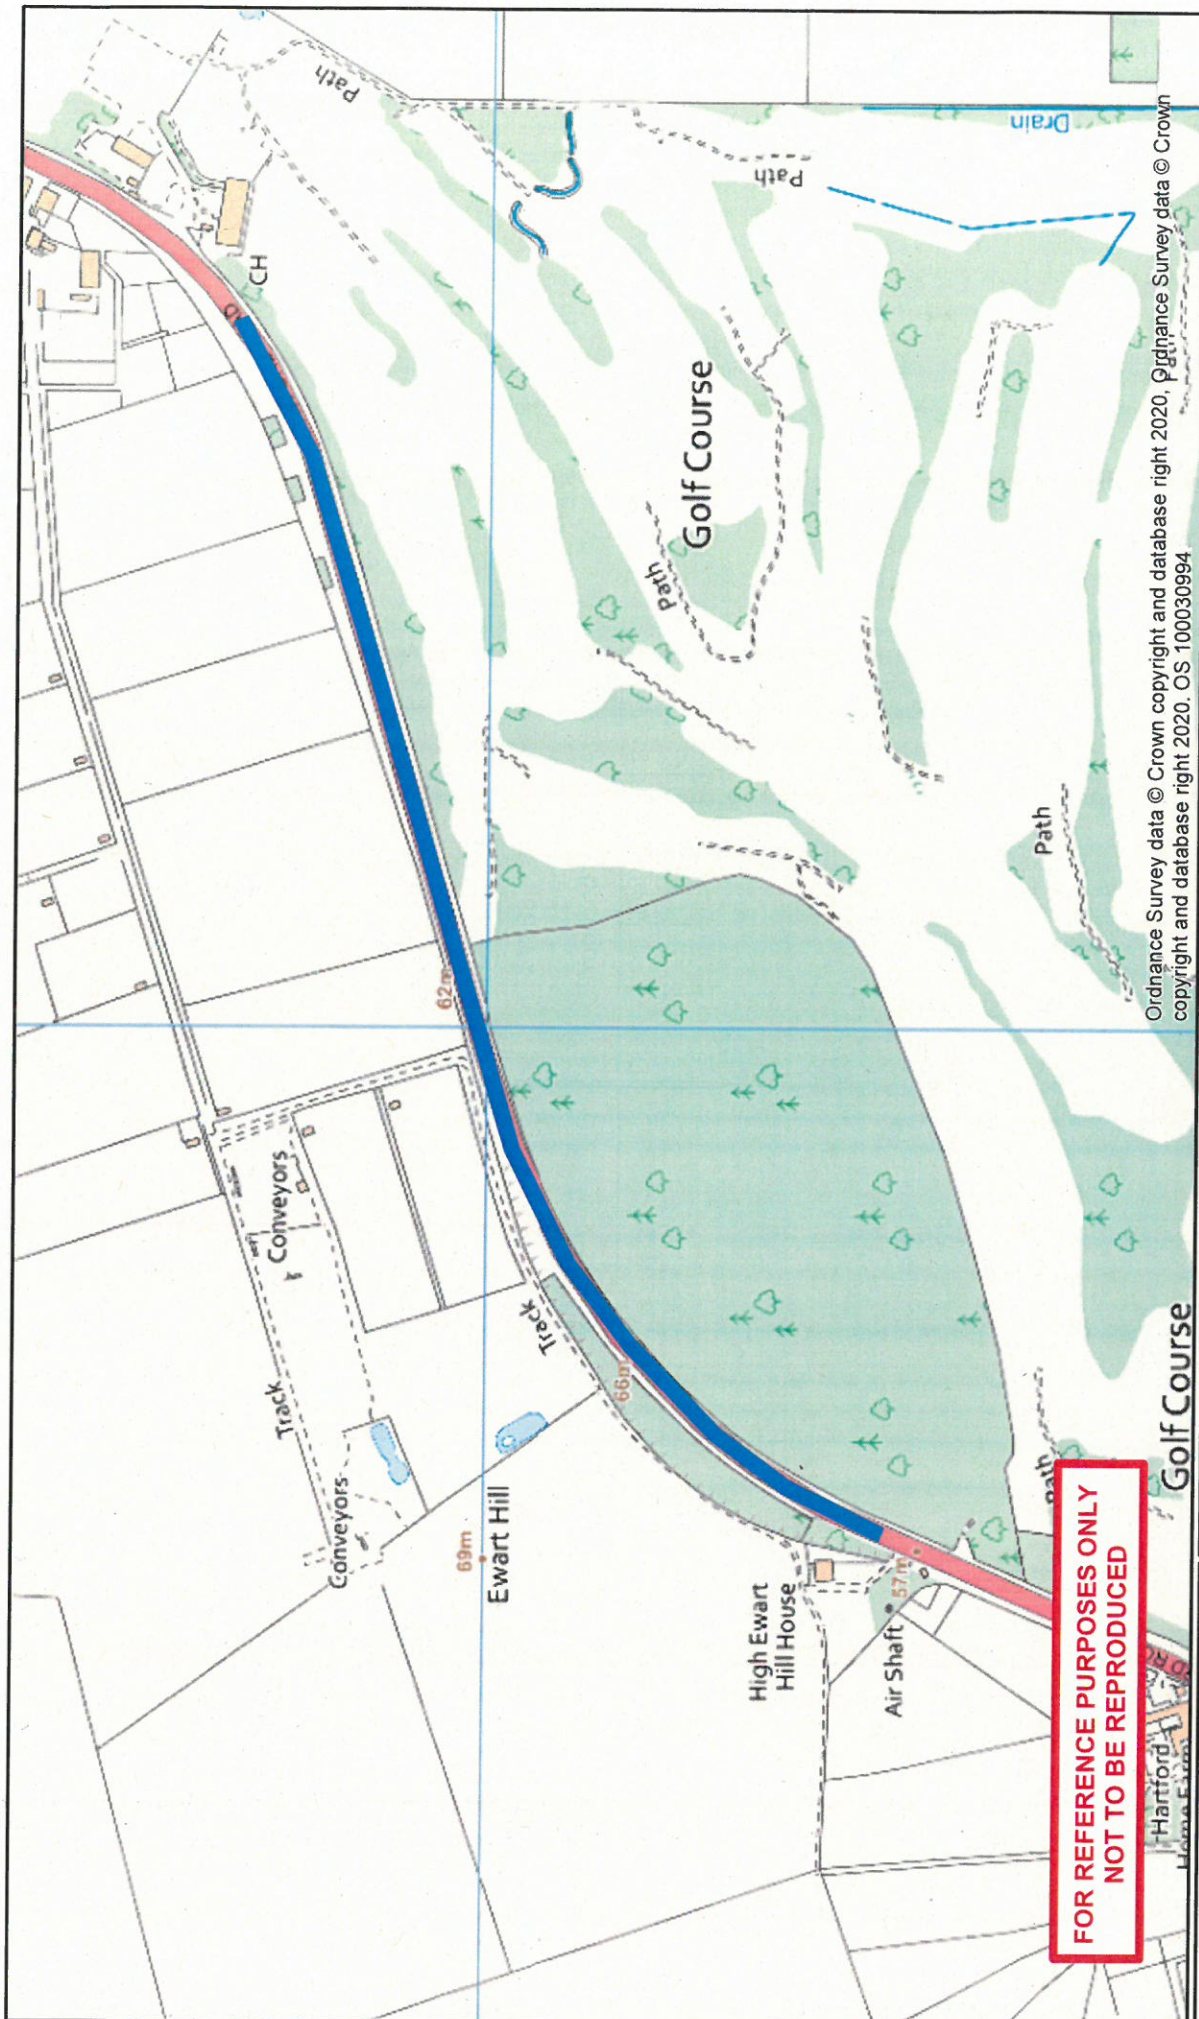 Path
CH
Path
Drain
Golf Course
Path
Path
62m
Conveyors
Track
Track
66m
Conveyors
69m
Ewart Hill
High Ewart
Hill House
57m
Air Shaft
Path
Golf Course
Hartford
FOR REFERENCE PURPOSES ONLY
NOT TO BE REPRODUCED
Ordnance Survey data © Crown copyright and database right 2020, Ordnance Survey data © Crown
copyright and database right 2020. OS 100030994